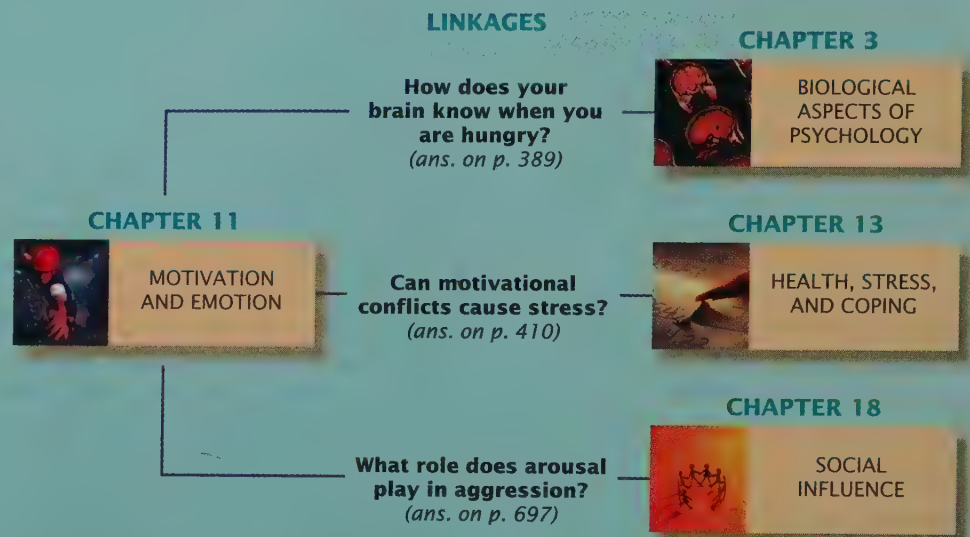 LINKAGES
CHAPTER 3
How does your
brain know when you
are hungry?
(ans. on p. 389)
BIOLOGICAL
ASPECTS OF
PSYCHOLOGY
CHAPTER 11
MOTIVATION
AND EMOTION
Can motivational
conflicts cause stress?
(ans. on p. 410)
CHAPTER 13
HEALTH, STRESS,
AND COPING
What role does arousal
play in aggression?
(ans. on p. 697)
CHAPTER 18
SOCIAL
INFLUENCE